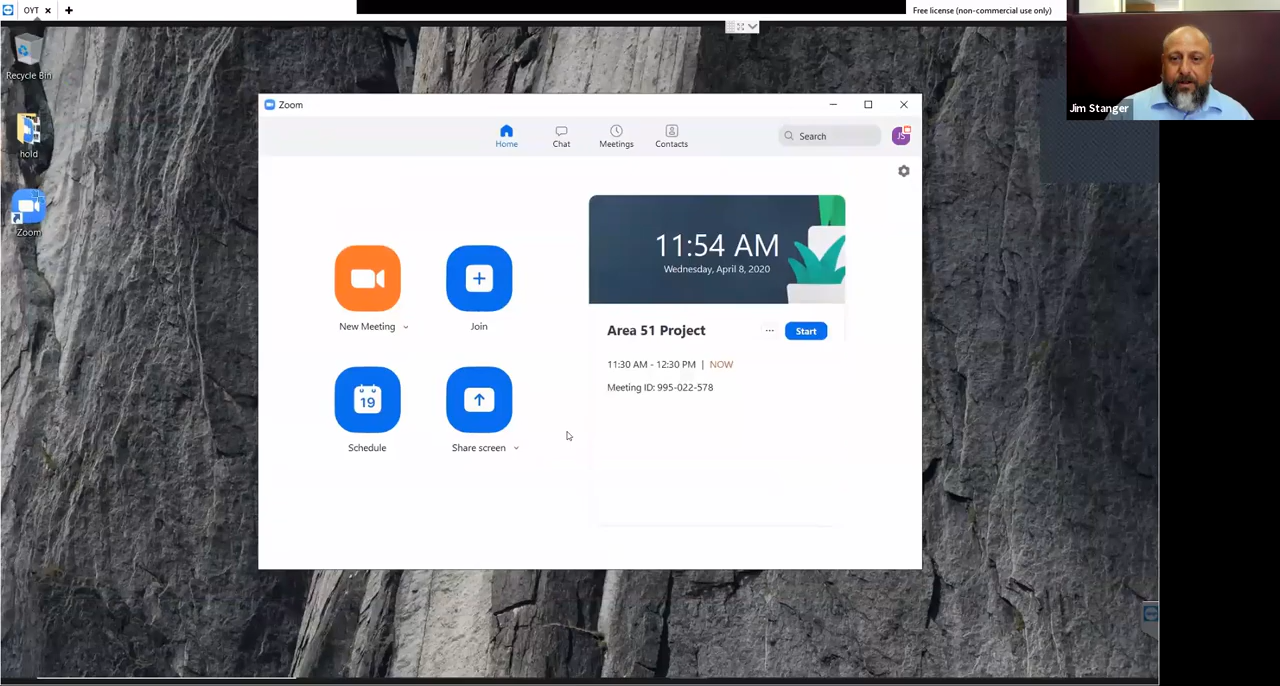 OYT
Free license (non-commercial use only)
Recycle Bin
hold
Zoom
Jim Stanger
Zoom
Home
Chat
Meetings
Contacts
Search
JS
New Meeting
Join
19
Schedule
Share screen
11:54 AM
Wednesday, April 8, 2020
Area 51 Project
Start
11:30 AM - 12:30 PM | NOW
Meeting ID: 995-022-578